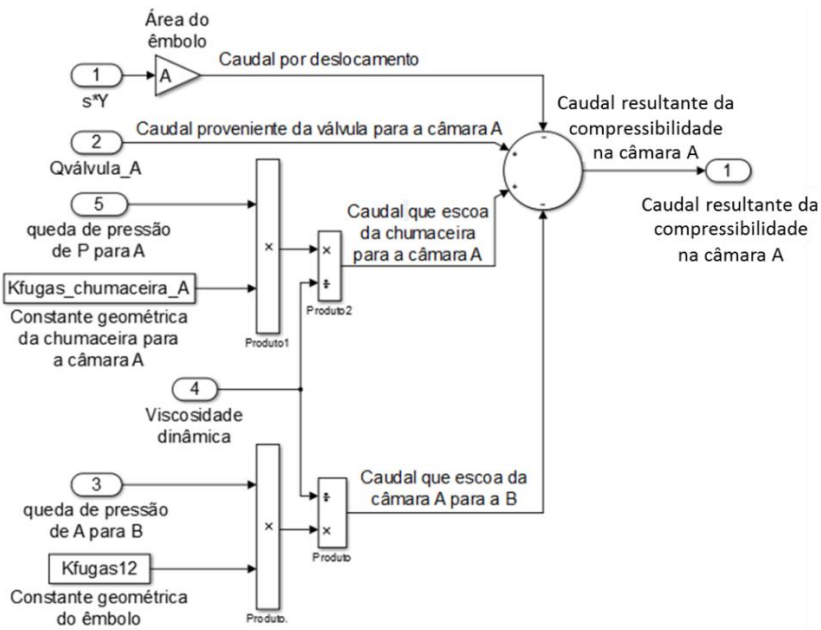 Área do
êmbolo
1
A
s*Y
Caudal por deslocamento
2
Qválvula_A
Caudal proveniente da válvula para a câmara A
5
queda de pressão
de P para A
Kfugas_chumaceira_A
Constante geométrica
da chumaceira para
a câmara A
×
Produto1
×
÷
Produto2
Caudal que escoa
da chumaceira
para a câmara A
4
Viscosidade
dinâmica
3
queda de pressão
de A para B
Kfugas12
Constante geométrica
do êmbolo
×
Produto.
÷
×
Produto
Caudal que escoa da
câmara A para a B
-
+
+
-
Caudal resultante da
compressibilidade
na câmara A
1
Caudal resultante da
compressibilidade
na câmara A